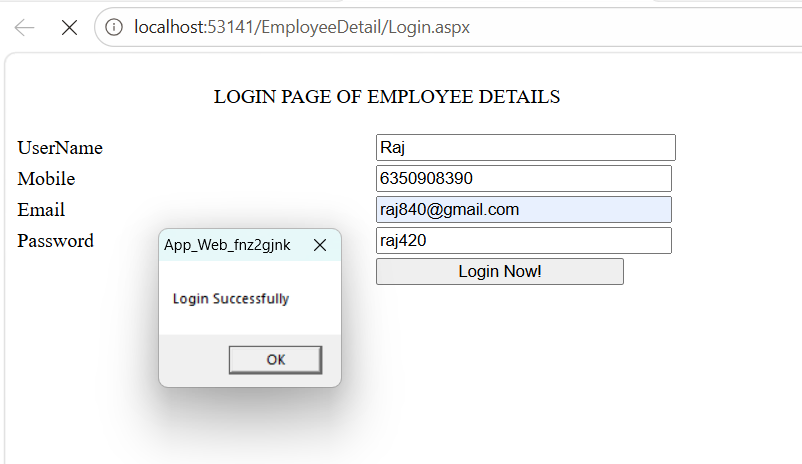 localhost:53141/EmployeeDetail/Login.aspx
LOGIN PAGE OF EMPLOYEE DETAILS
UserName Raj
Mobile 6350908390
Email raj840@gmail.com
Password raj420
Login Now!
App_Web_fnz2gjnk
Login Successfully
OK